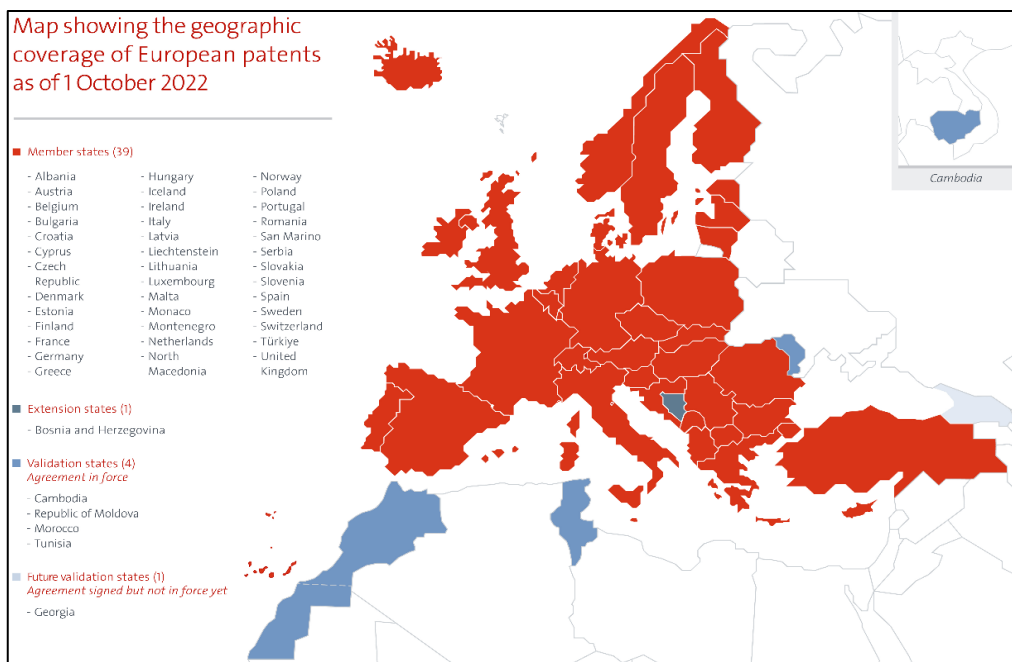 Map showing the geographic
coverage of European patents
as of 1 October 2022
Member states (39)
- Albania
- Austria
- Belgium
- Bulgaria
- Croatia
- Cyprus
- Czech
Republic
- Denmark
- Estonia
- Finland
- France
- Germany
- Greece
- Hungary
- Iceland
- Ireland
- Italy
- Latvia
- Liechtenstein
- Lithuania
- Luxembourg
- Malta
- Monaco
- Montenegro
- Netherlands
- North
Macedonia
- Norway
- Poland
- Portugal
- Romania
- San Marino
- Serbia
- Slovakia
- Slovenia
- Spain
- Sweden
- Switzerland
- Türkiye
- United
Kingdom
Extension states (1)
- Bosnia and Herzegovina
Validation states (4)
Agreement in force
- Cambodia
- Republic of Moldova
- Morocco
- Tunisia
Future validation states (1)
Agreement signed but not in force yet
- Georgia
Cambodia